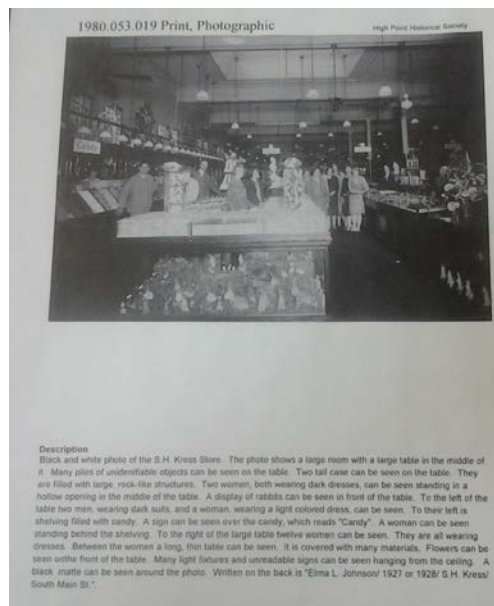 1980.053.019 Print, Photographic
High Point Historical Society
Candy
Description
Black and white photo of the S.H. Kress Store. The photo shows a large room with a large table in the middle of
it. Many piles of unidenifiable objects can be seen on the table. Two tall case can be seen on the table. They
are filled with large, rook-like structures. Two women, both wearing dark dresses, can be seen standing in a
hollow opening in the middle of the table. A display of rabbits can be seen in front of the table. To the left of the
table two men, wearing dark suits, and a woman, wearing a light colored dress, can be seen. To their left is
shelving filled with candy. A sign can be seen over the candy, which reads "Candy". A woman can be seen
standing behind the shelving. To the right of the large table twelve women can be seen. They are all wearing
dresses. Between the women a long, thin table can be seen. It is covered with many materials. Flowers can be
seen onthe front of the table. Many light fixtures and unreadable signs can be seen hanging from the ceiling. A
black matte can be seen around the photo. Written on the back is "Elma L. Johnson/ 1927 or 1928/ S.H. Kress/
South Main St.".